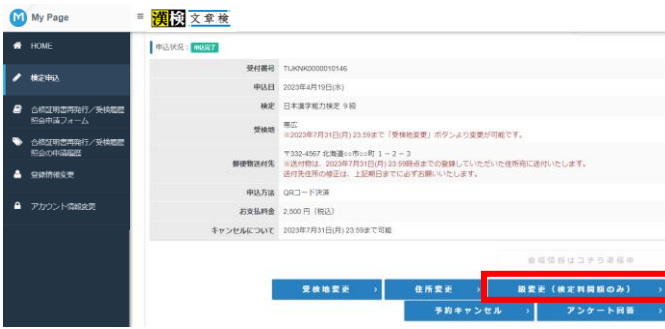 My Page
漢検 文章検
HOME
検定申込
合格証明書再発行/受検履歴
照会申請フォーム
合格証明書再発行/受検履歴
照会の申請履歴
登録情報変更
アカウント情報変更
申込状況: 申込完了
受付番号 TIJKNK0000010146
申込日 2023年4月19日(水)
検定 日本漢字能力検定 9級
受検地 帯広
※2023年7月31日(月) 23:59まで「受検地変更」ボタンより変更が可能です。
郵便物送付先 〒332-4567 北海道○○市○○町 1-2-3
※送付物は、2023年7月31日(月) 23:59時点までの登録していただいた住所宛に送付いたします。
送付先住所の修正は、上記期日までに必ずお願いいたします。
申込方法 QRコード決済
お支払料金 2,500 円 (税込)
キャンセルについて 2023年7月31日(月) 23:59まで可能
会場情報はコチラ準備中
受検地変更
住所変更
級変更(検定料同額のみ)
予約キャンセル
アンケート回答